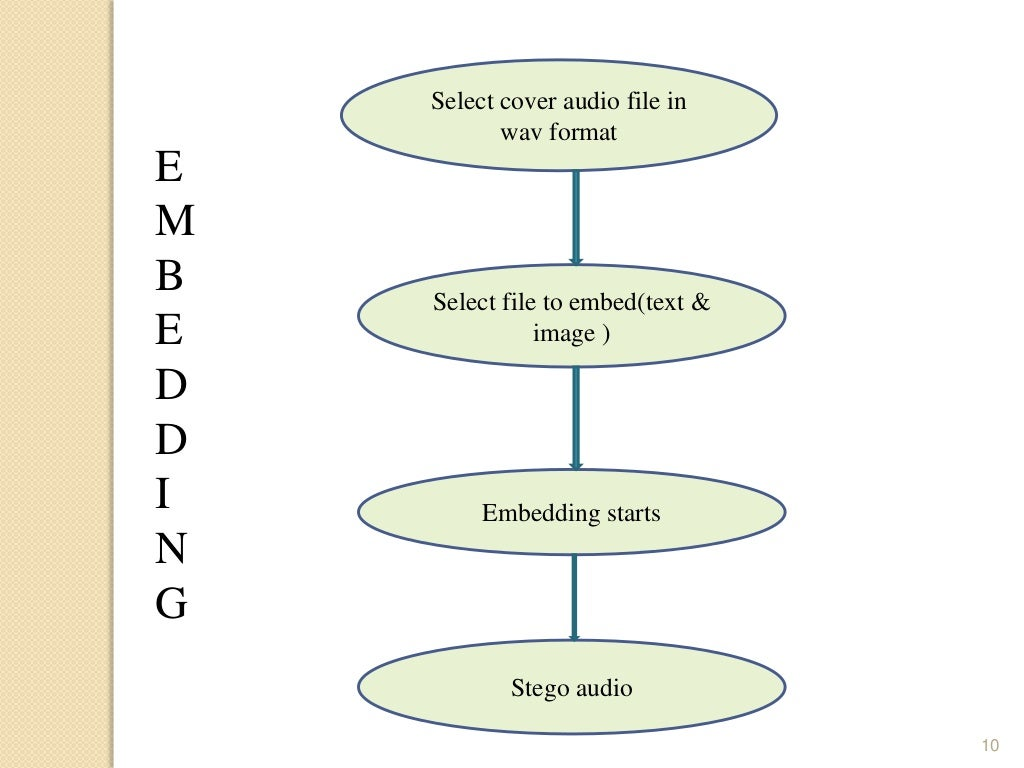 E
M
B
E
D
D
I
N
G
Select cover audio file in
wav format
Select file to embed(text &
image )
Embedding starts
Stego audio
10